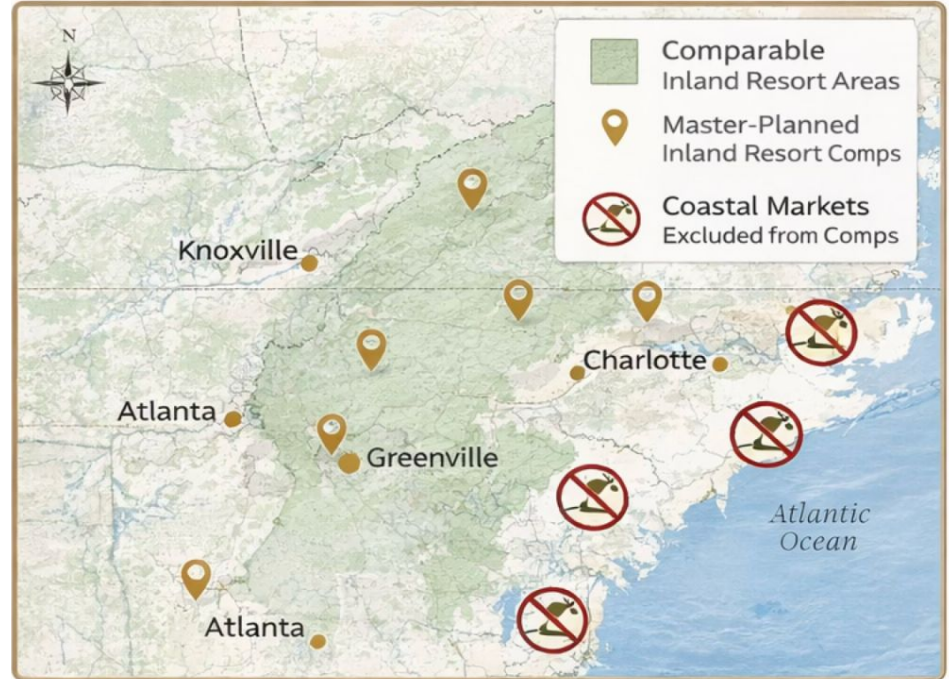 N
Comparable
Inland Resort Areas
Master-Planned
Inland Resort Comps
Coastal Markets
Excluded from Comps
Knoxville
Charlotte
Atlanta
Greenville
Atlantic
Ocean
Atlanta